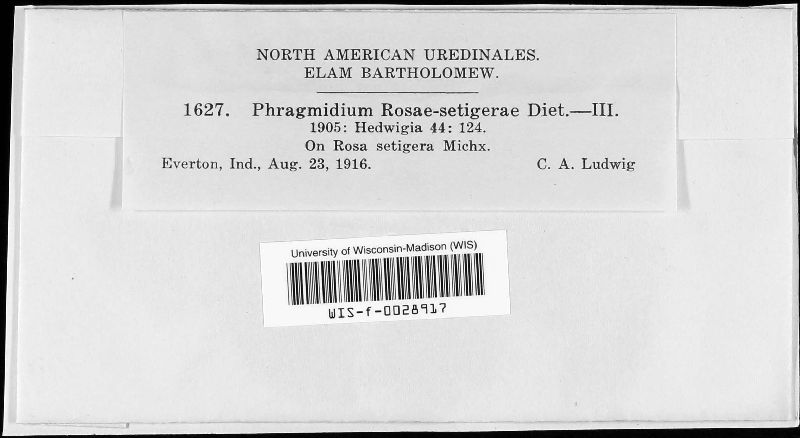 NORTH AMERICAN UREDINALES.
ELAM BARTHOLOMEW.
1627. Phragmidium Rosae-setigerae Diet.—III.
1905: Hedwigia 44: 124.
On Rosa setigera Michx.
Everton, Ind., Aug. 23, 1916. C. A. Ludwig
University of Wisconsin-Madison (WIS)
WIS-f-0028917